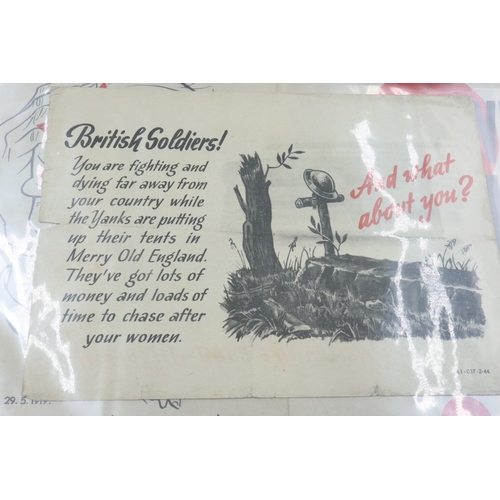 British Soldiers!
You are fighting and
dying far away from
your country while
the Yanks are putting
up their tents in
Merry Old England.
They've got lots of
money and loads of
time to chase after
your women.
And what
about you?
29. 5. 1919.